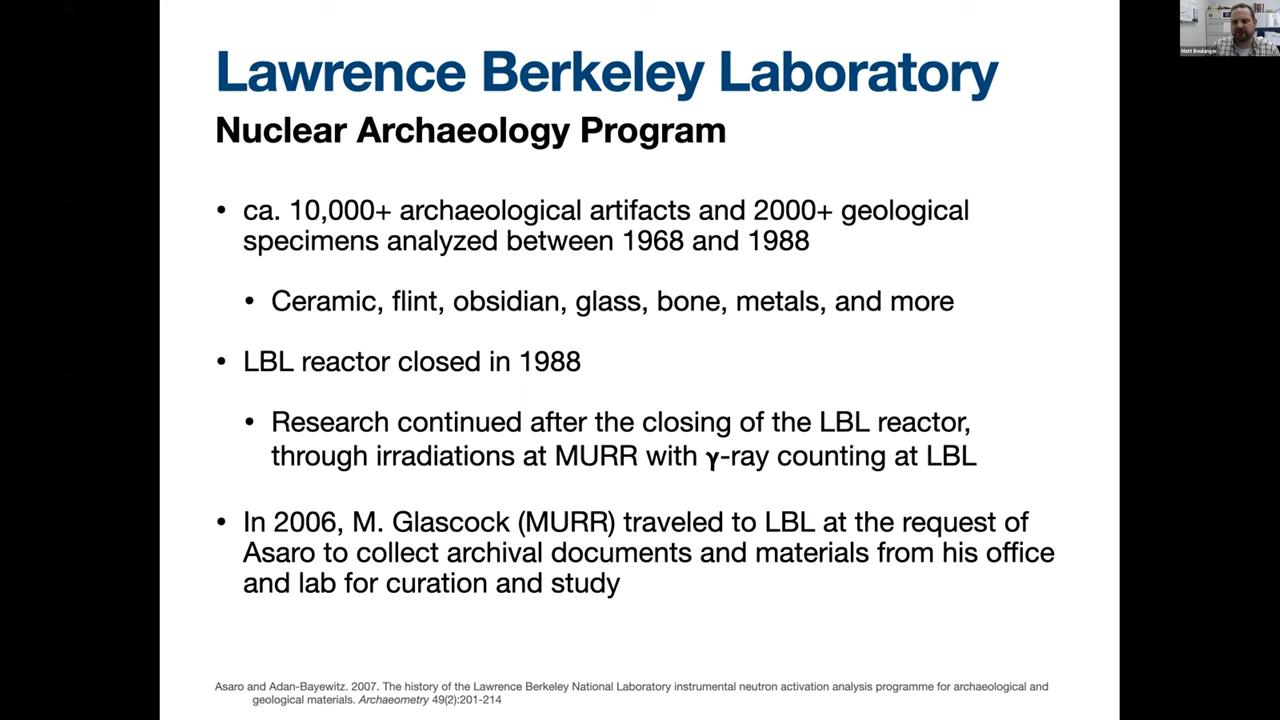 Lawrence Berkeley Laboratory
Nuclear Archaeology Program
• ca. 10,000+ archaeological artifacts and 2000+ geological
specimens analyzed between 1968 and 1988
• Ceramic, flint, obsidian, glass, bone, metals, and more
• LBL reactor closed in 1988
• Research continued after the closing of the LBL reactor,
through irradiations at MURR with γ-ray counting at LBL
• In 2006, M. Glascock (MURR) traveled to LBL at the request of
Asaro to collect archival documents and materials from his office
and lab for curation and study
Asaro and Adan-Bayewitz. 2007. The history of the Lawrence Berkeley National Laboratory instrumental neutron activation analysis programme for archaeological and
geological materials. Archaeometry 49(2):201-214
Matt Boulanger